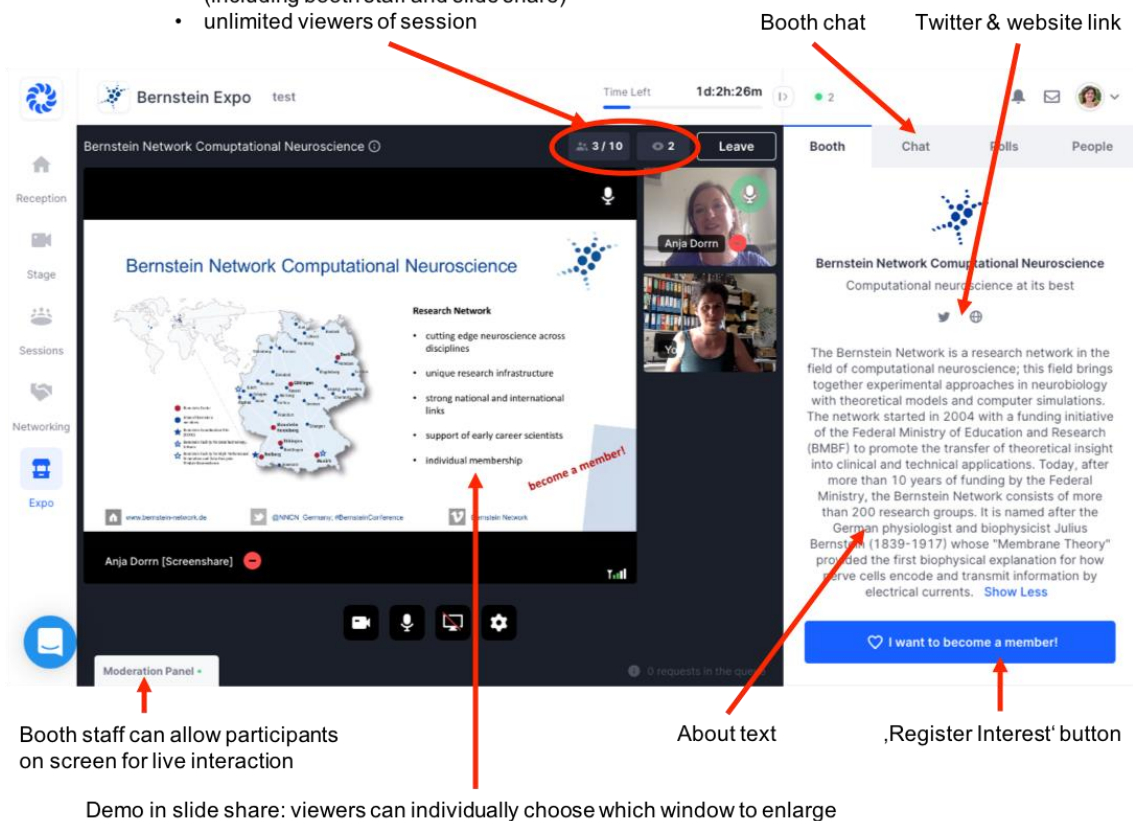 (including booth staff and slide share)
• unlimited viewers of session
Booth chat
Twitter & website link
Bernstein Expo test
Time Left 1d:2h:26m
2
Bernstein Network Comuptational Neuroscience
3 / 10
2
Leave
Booth
Chat
Polls
People
Reception
Stage
Sessions
Networking
Expo
Bernstein Network Computational Neuroscience
Research Network
• cutting edge neuroscience across
disciplines
• unique research infrastructure
• strong national and international
links
• support of early career scientists
• individual membership
become a member!
www.bernstein-network.de
@NNCN_Germany; #BernsteinConference
Bernstein Network
Anja Dorrn [Screenshare]
Anja Dorrn
Moderation Panel
0 requests in the queue
Bernstein Network Comuptational Neuroscience
Computational neuroscience at its best
The Bernstein Network is a research network in the
field of computational neuroscience; this field brings
together experimental approaches in neurobiology
with theoretical models and computer simulations.
The network started in 2004 with a funding initiative
of the Federal Ministry of Education and Research
(BMBF) to promote the transfer of theoretical insight
into clinical and technical applications. Today, after
more than 10 years of funding by the Federal
Ministry, the Bernstein Network consists of more
than 200 research groups. It is named after the
German physiologist and biophysicist Julius
Bernstein (1839-1917) whose "Membrane Theory"
provided the first biophysical explanation for how
nerve cells encode and transmit information by
electrical currents. Show Less
I want to become a member!
Booth staff can allow participants
on screen for live interaction
About text
‚Register Interest‘ button
Demo in slide share: viewers can individually choose which window to enlarge